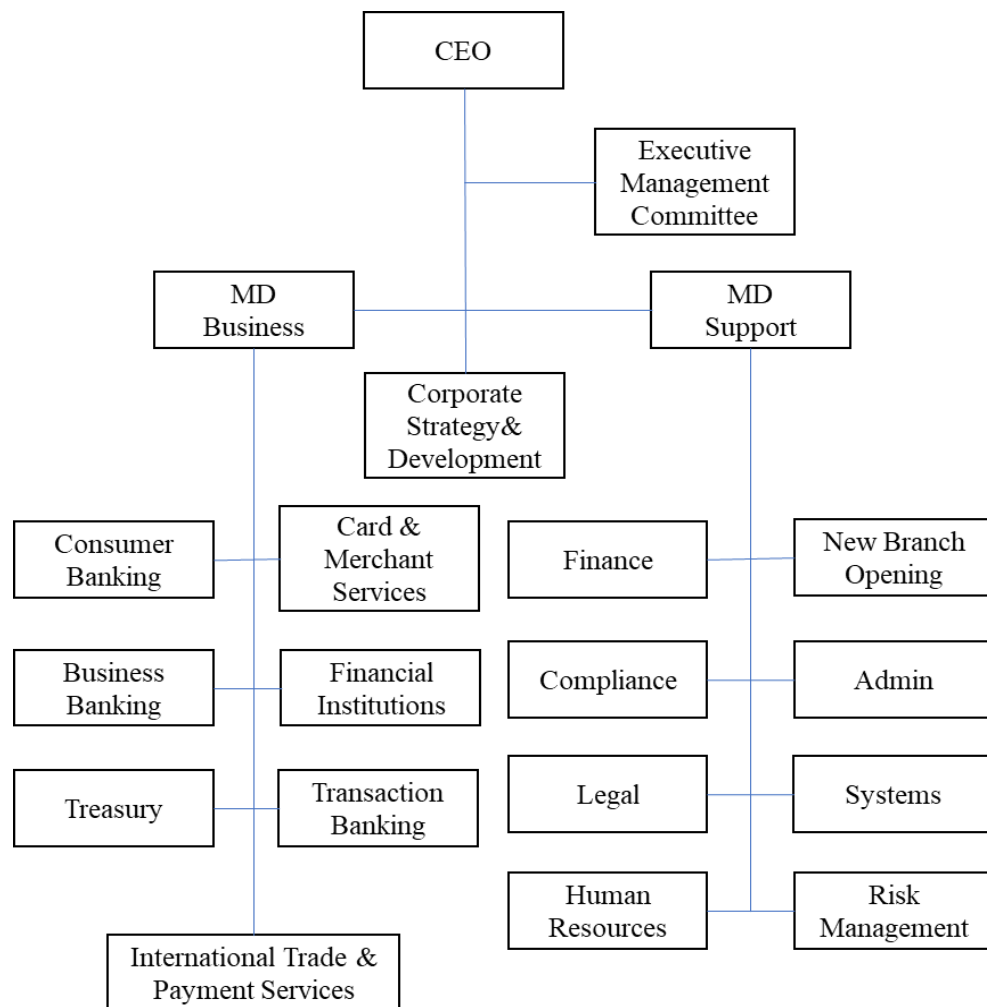 CEO
Executive
Management
Committee
MD
Business
MD
Support
Corporate
Strategy&
Development
Consumer
Banking
Card &
Merchant
Services
Finance
New Branch
Opening
Business
Banking
Financial
Institutions
Compliance
Admin
Treasury
Transaction
Banking
Legal
Systems
Human
Resources
Risk
Management
International Trade &
Payment Services